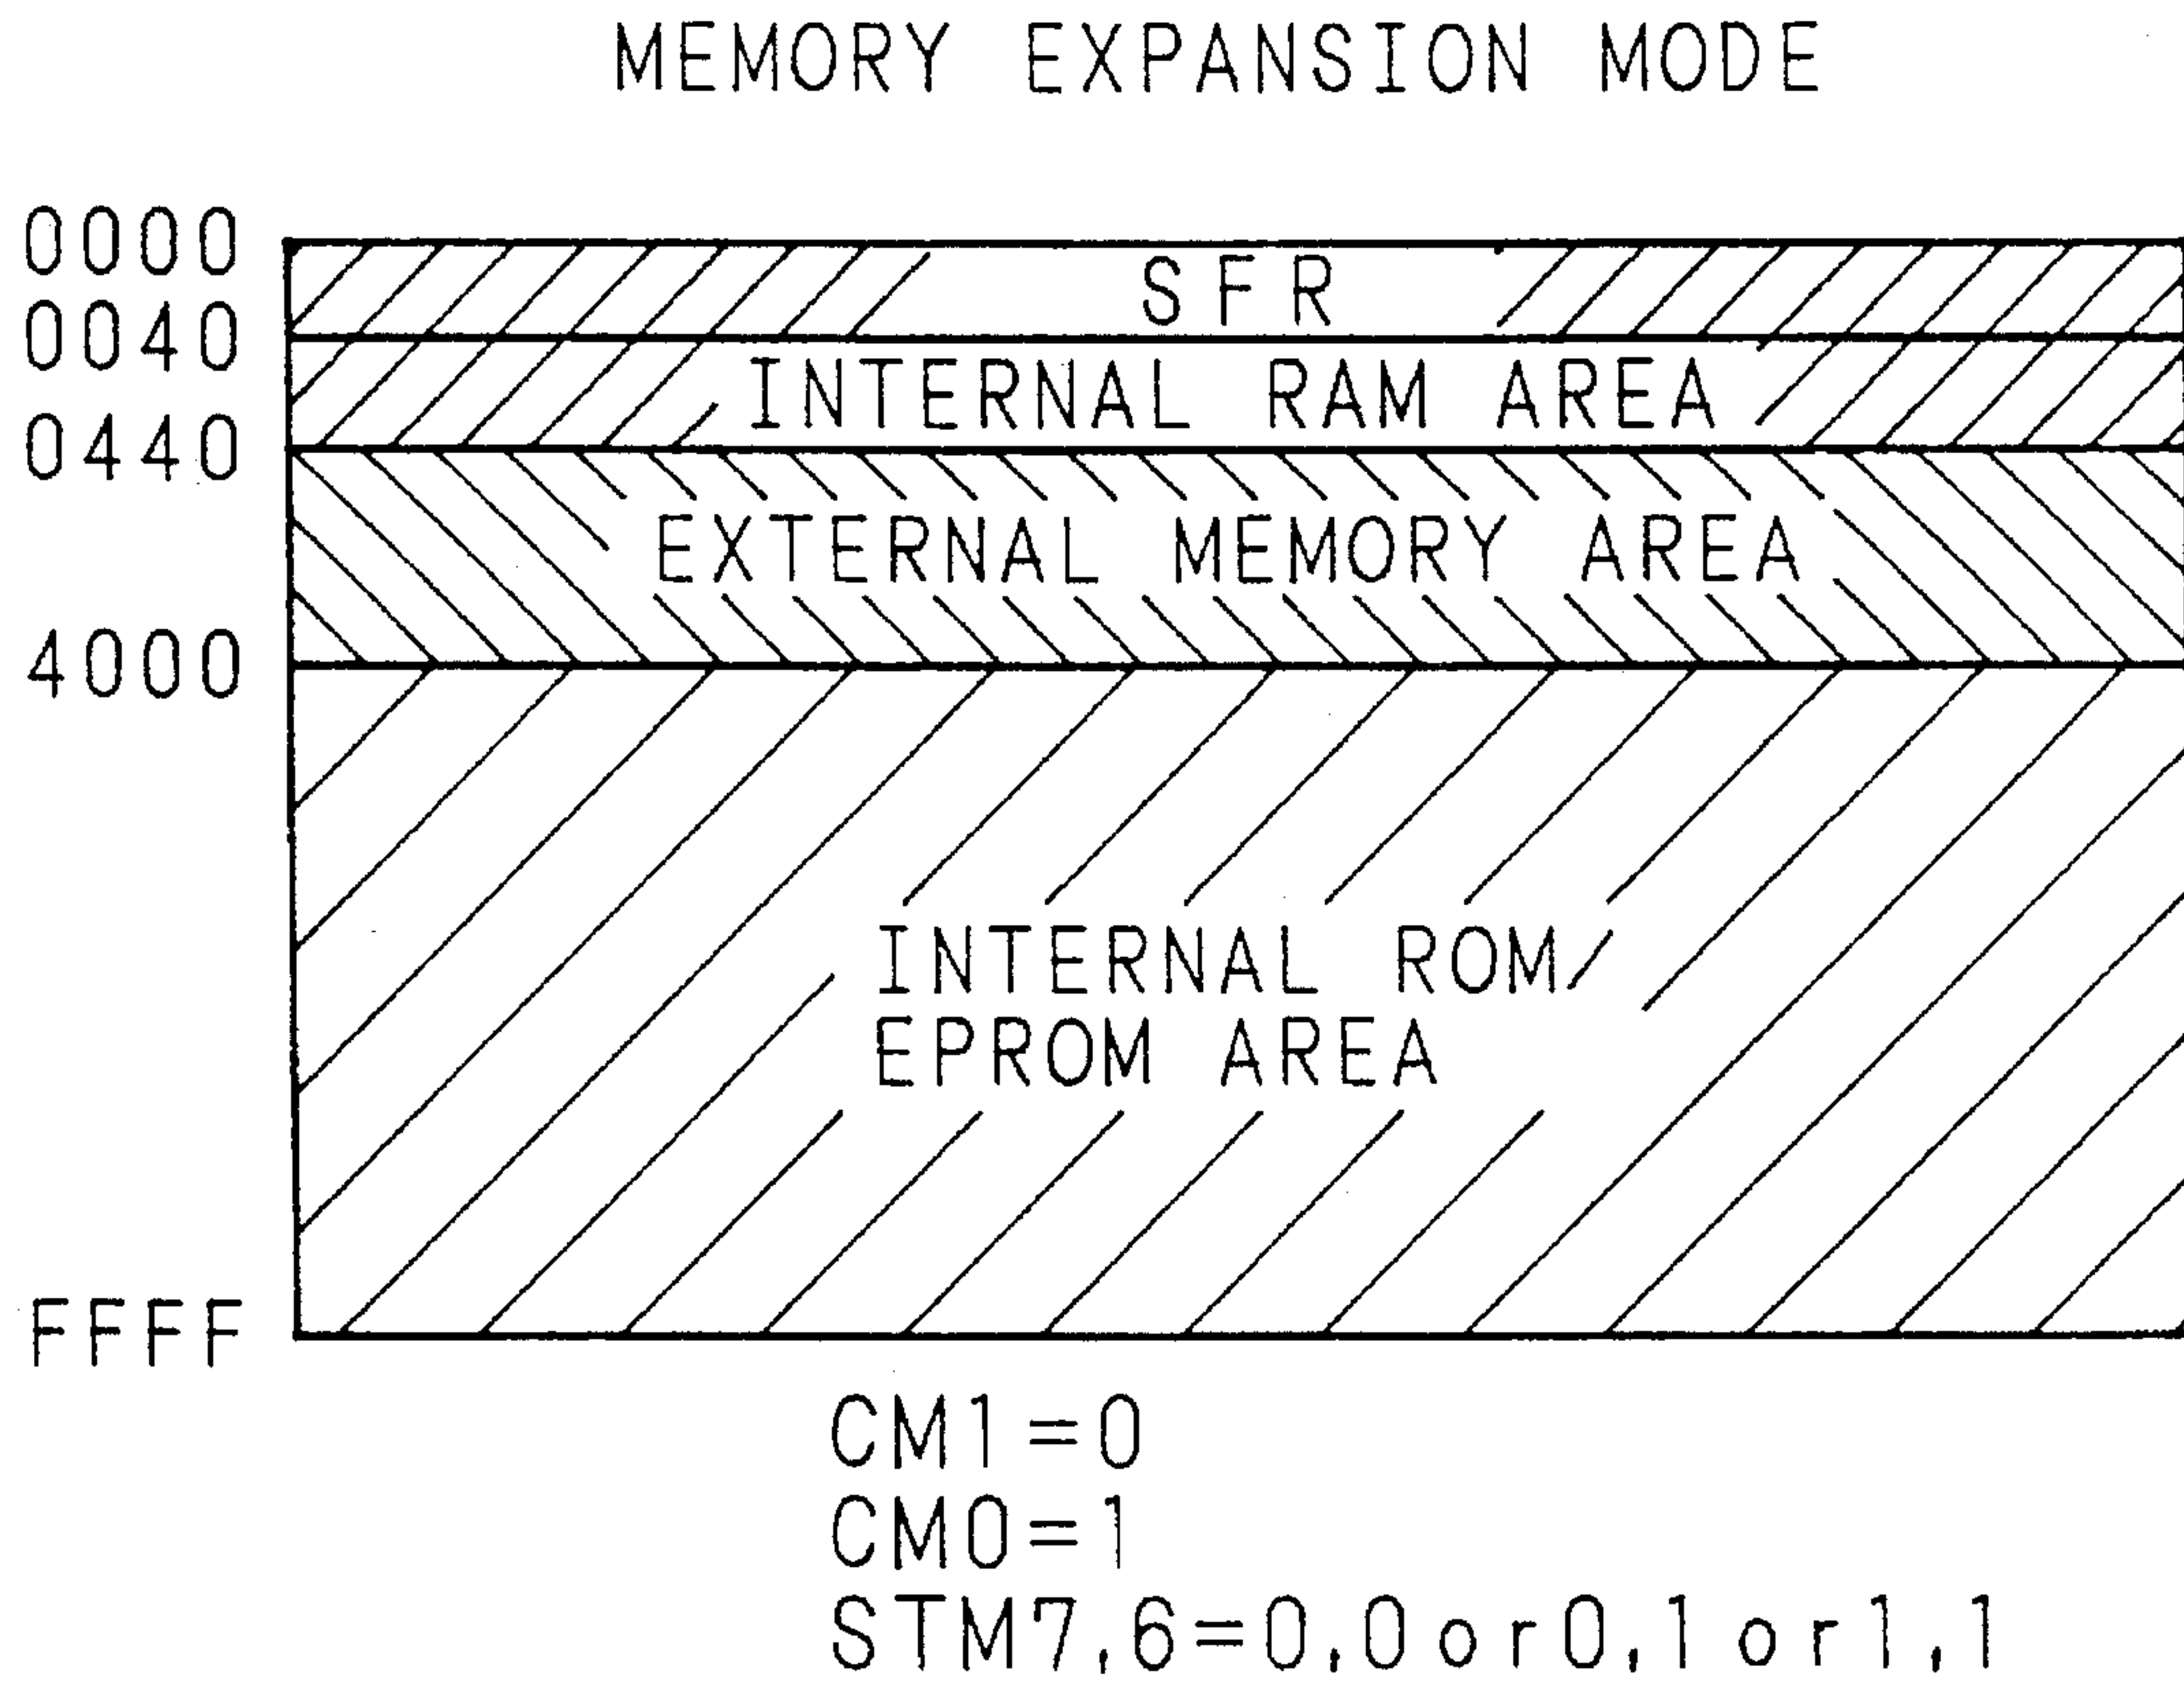 MEMORY EXPANSION MODE
0000
SFR
0040
INTERNAL RAM AREA
0440
EXTERNAL MEMORY AREA
4000
INTERNAL ROM/
EPROM AREA
FFFF
CM1=0
CM0=1
STM7,6=0,0or0,1or1,1